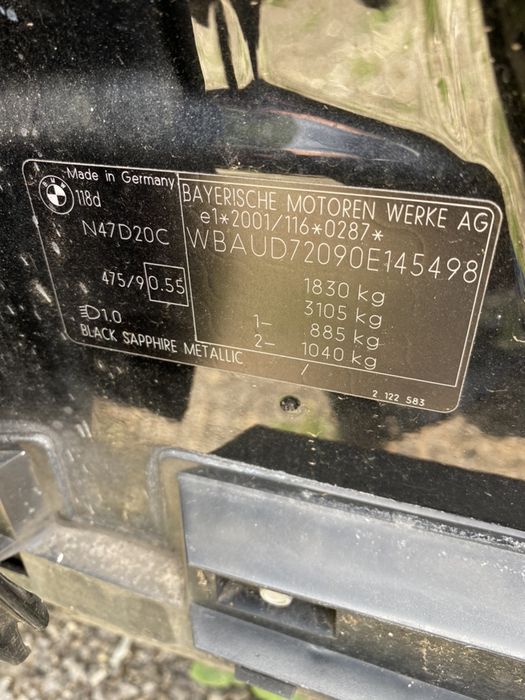 Made in Germany
BMW
118d
N47D20C
475/9 0.55
1,0
BLACK SAPPHIRE METALLIC
BAYERISCHE MOTOREN WERKE AG
e1*2001/116*0287*
WBAUD72090E145498
1830 kg
3105 kg
1- 885 kg
2- 1040 kg
/
2 122 583